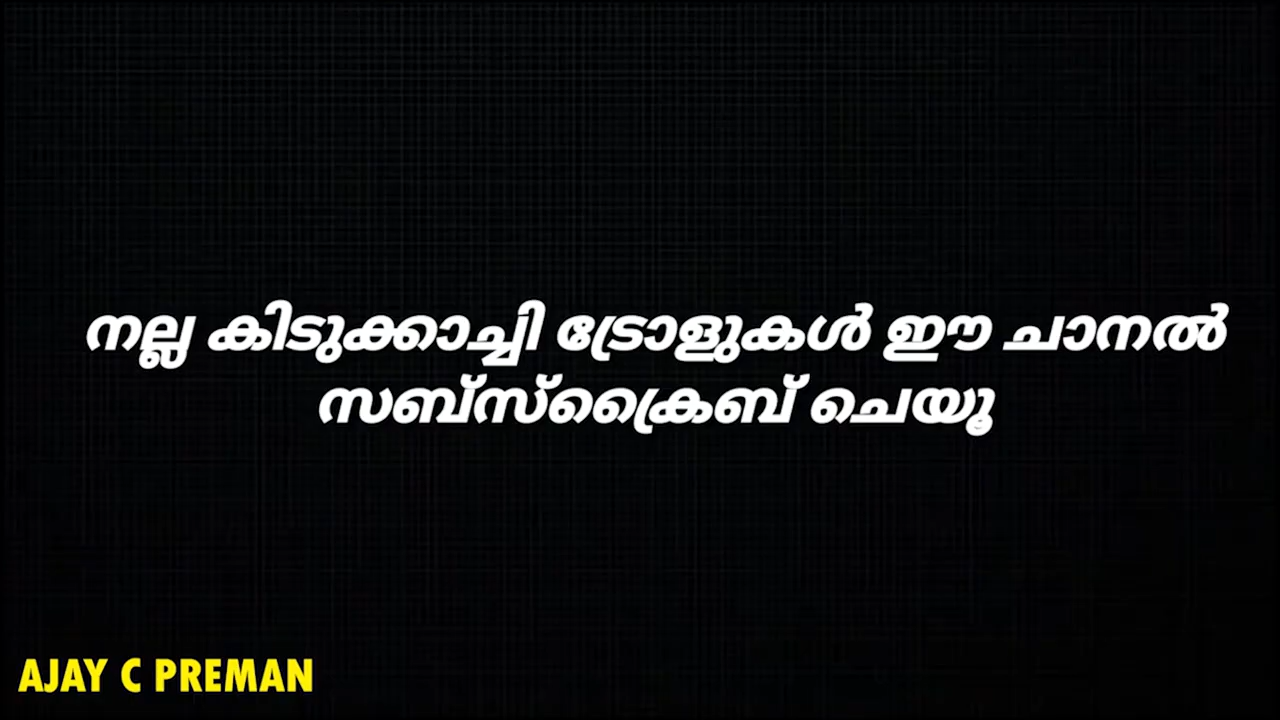 നല്ല കിടുക്കാച്ചി ട്രോളുകൾ ഈ ചാനൽ
സബ്സ്ക്രൈബ് ചെയൂ
AJAY C PREMAN